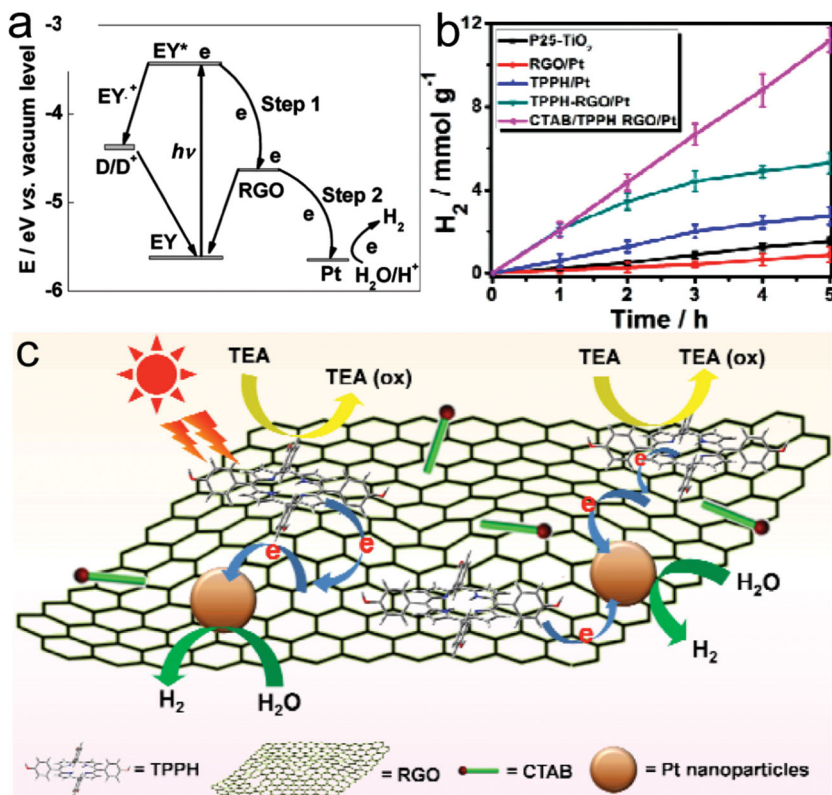 a
E / eV vs. vacuum level
-3
-4
-5
-6
EY*
e
EY·+
Step 1
e
D/D+
hν
e
RGO
Step 2
e
H2
EY
Pt
e
H2O/H+
b
H2 / mmol g-1
12
8
4
0
P25-TiO2
RGO/Pt
TPPH/Pt
TPPH-RGO/Pt
CTAB/TPPH RGO/Pt
0 1 2 3 4 5
Time / h
c
TEA
TEA (ox)
TEA
TEA (ox)
e
e
e
e
e
e
H2O
H2
H2
H2O
= TPPH
= RGO
= CTAB
= Pt nanoparticles